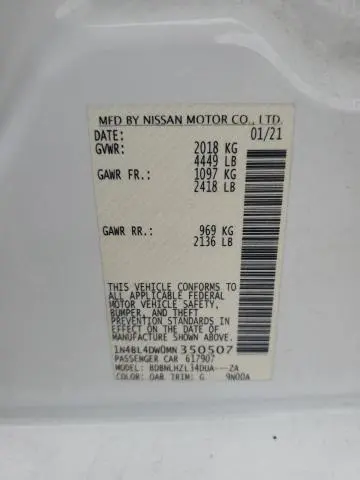 MFD BY NISSAN MOTOR CO., LTD.
DATE: 01/21
GVWR: 2018 KG
4449 LB
GAWR FR.: 1097 KG
2418 LB
GAWR RR.: 969 KG
2136 LB
THIS VEHICLE CONFORMS TO
ALL APPLICABLE FEDERAL
MOTOR VEHICLE SAFETY,
BUMPER, AND THEFT
PREVENTION STANDARDS IN
EFFECT ON THE DATE OF
MANUFACTURE SHOWN ABOVE.
1N4BL4DW0MN350507
PASSENGER CAR 617907
MODEL: BDBNLHZL34DUA---ZA
COLOR: QAB TRIM: G 9N00A